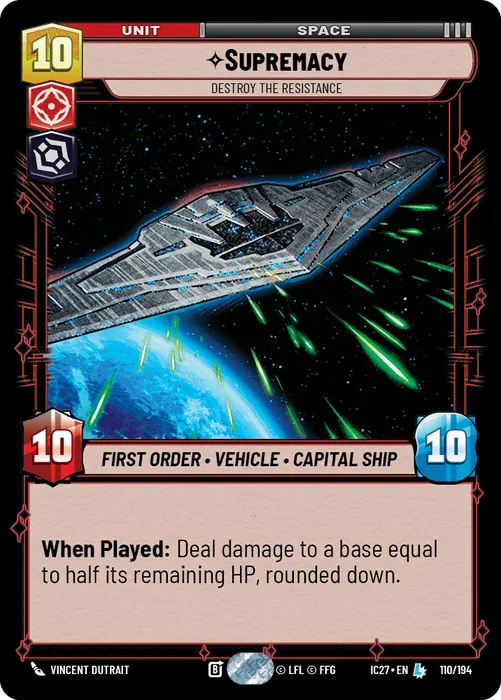 UNIT
SPACE
10
✧SUPREMACY
DESTROY THE RESISTANCE
10
FIRST ORDER • VEHICLE • CAPITAL SHIP
10
When Played: Deal damage to a base equal
to half its remaining HP, rounded down.
VINCENT DUTRAIT
B
© LFL © FFG
IC27 • EN
110/194